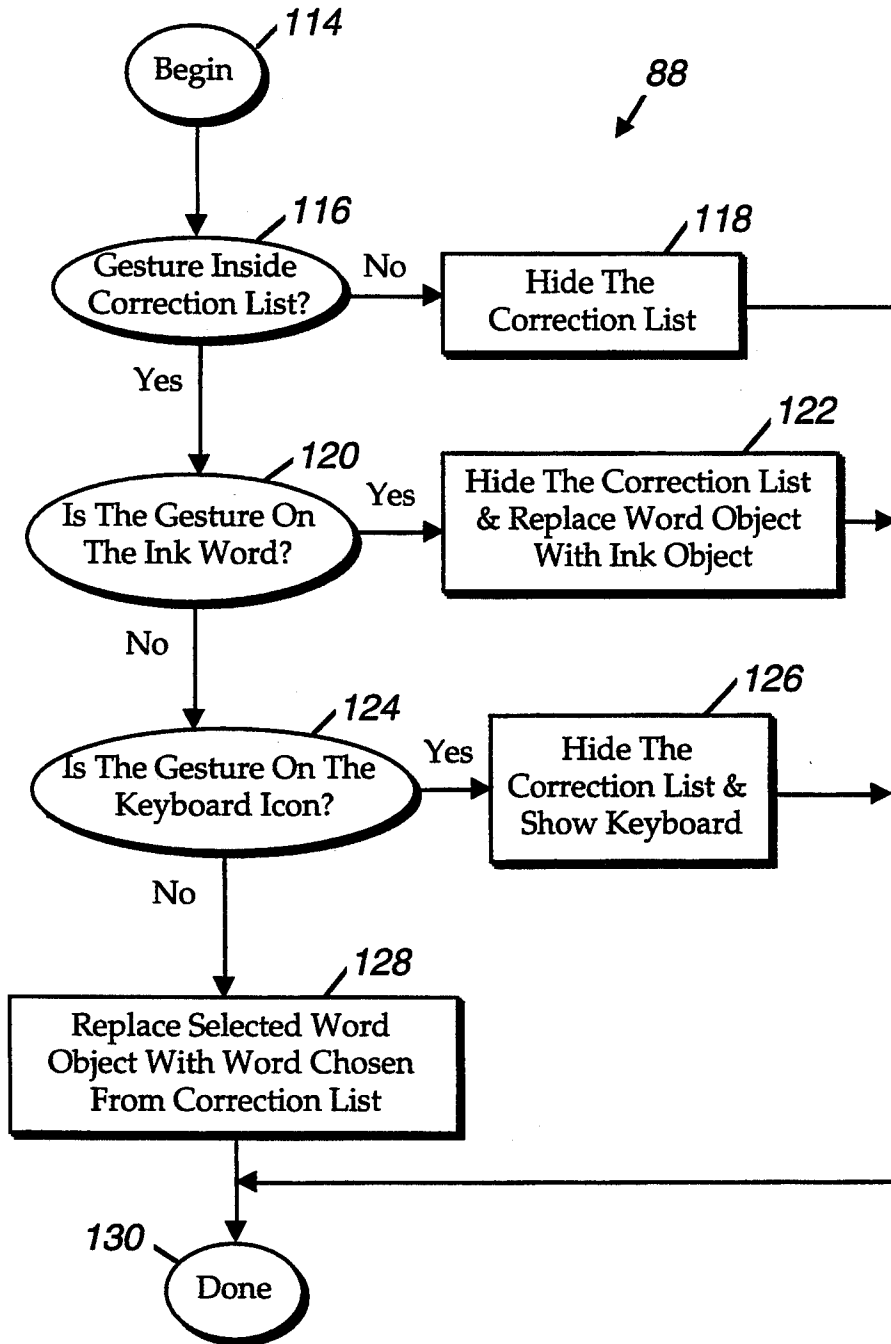 114
Begin
88
116
Gesture Inside
Correction List?
No
118
Hide The
Correction List
Yes
120
Is The Gesture On
The Ink Word?
Yes
122
Hide The Correction List
& Replace Word Object
With Ink Object
No
124
Is The Gesture On The
Keyboard Icon?
Yes
126
Hide The
Correction List &
Show Keyboard
No
128
Replace Selected Word
Object With Word Chosen
From Correction List
130
Done